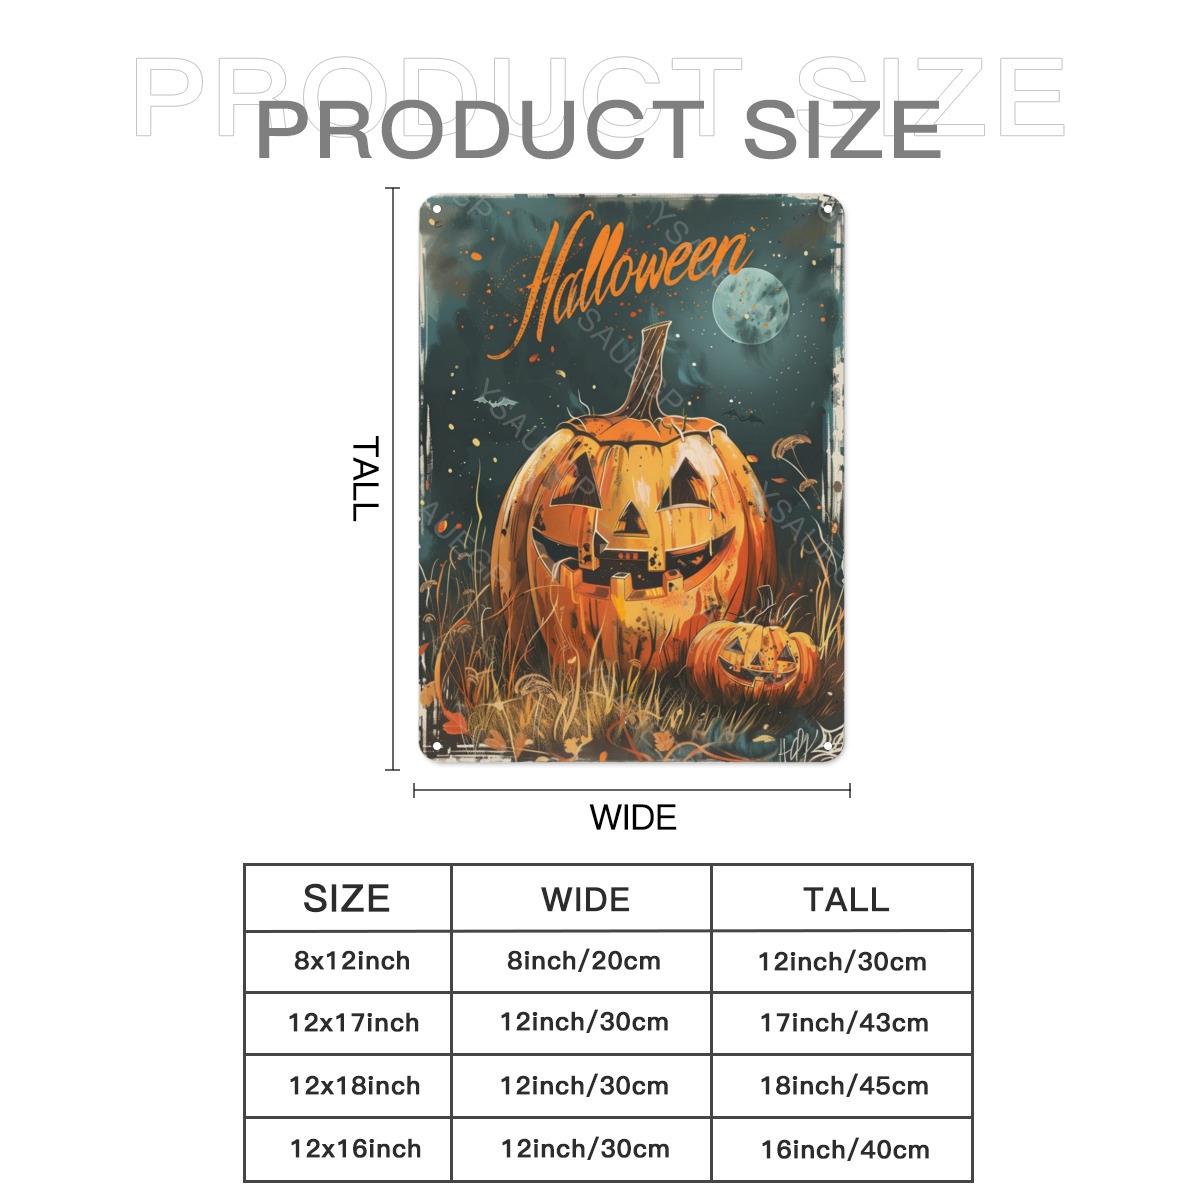 PRODUCT SIZE
PRODUCT SIZE
Halloween
TALL
WIDE
SIZE WIDE TALL
8x12inch 8inch/20cm 12inch/30cm
12x17inch 12inch/30cm 17inch/43cm
12x18inch 12inch/30cm 18inch/45cm
12x16inch 12inch/30cm 16inch/40cm